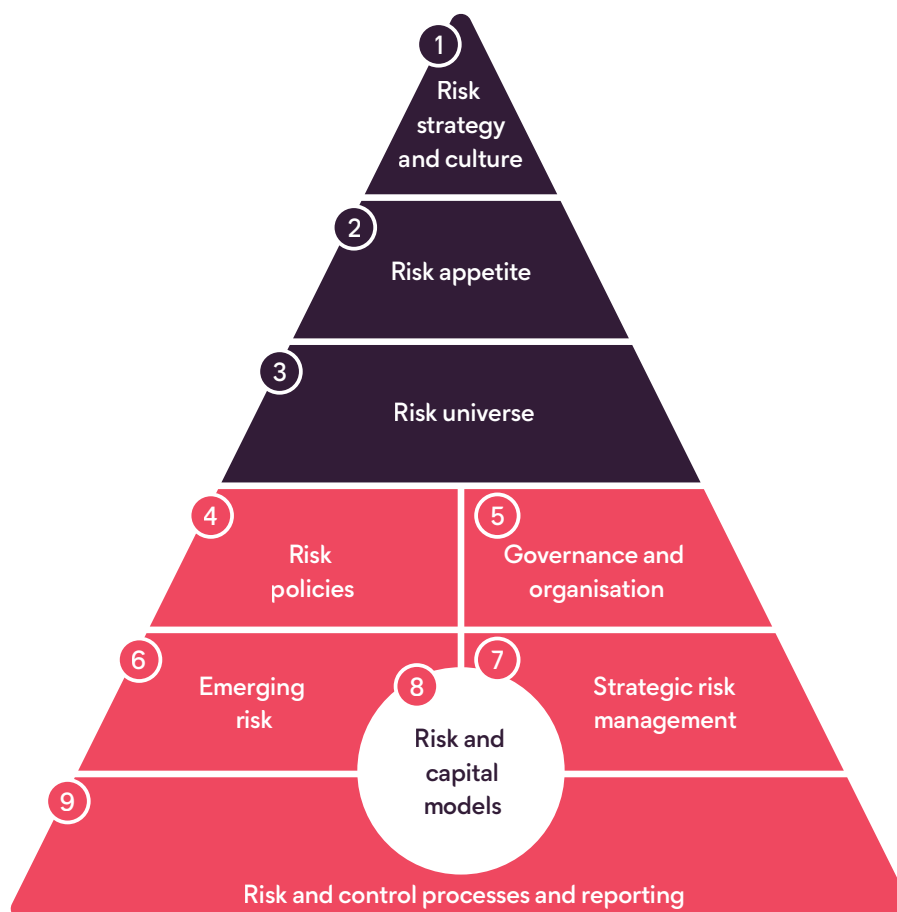 1
Risk
strategy
and culture
2
Risk appetite
3
Risk universe
4
Risk
policies
5
Governance and
organisation
6
Emerging
risk
7
Strategic risk
management
8
Risk and
capital
models
9
Risk and control processes and reporting